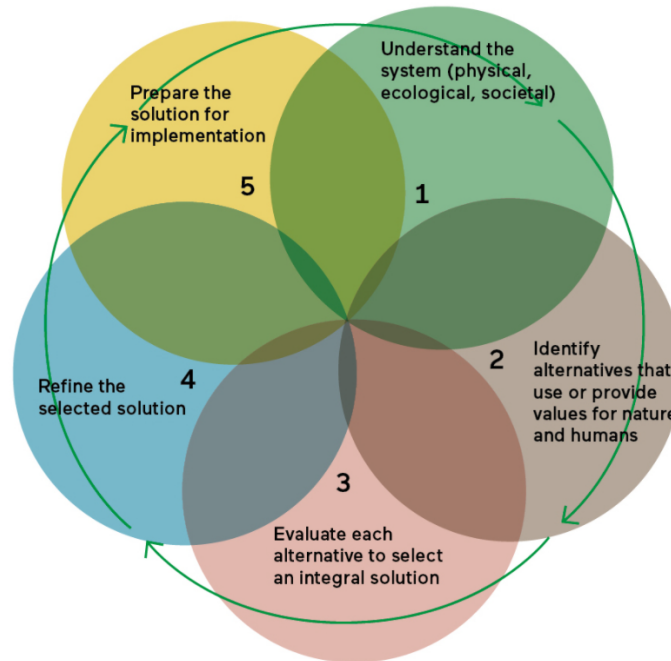 Understand the
system (physical,
ecological, societal)
1
2
Identify
alternatives that
use or provide
values for nature
and humans
3
Evaluate each
alternative to select
an integral solution
4
Refine the
selected solution
Prepare the
solution for
implementation
5